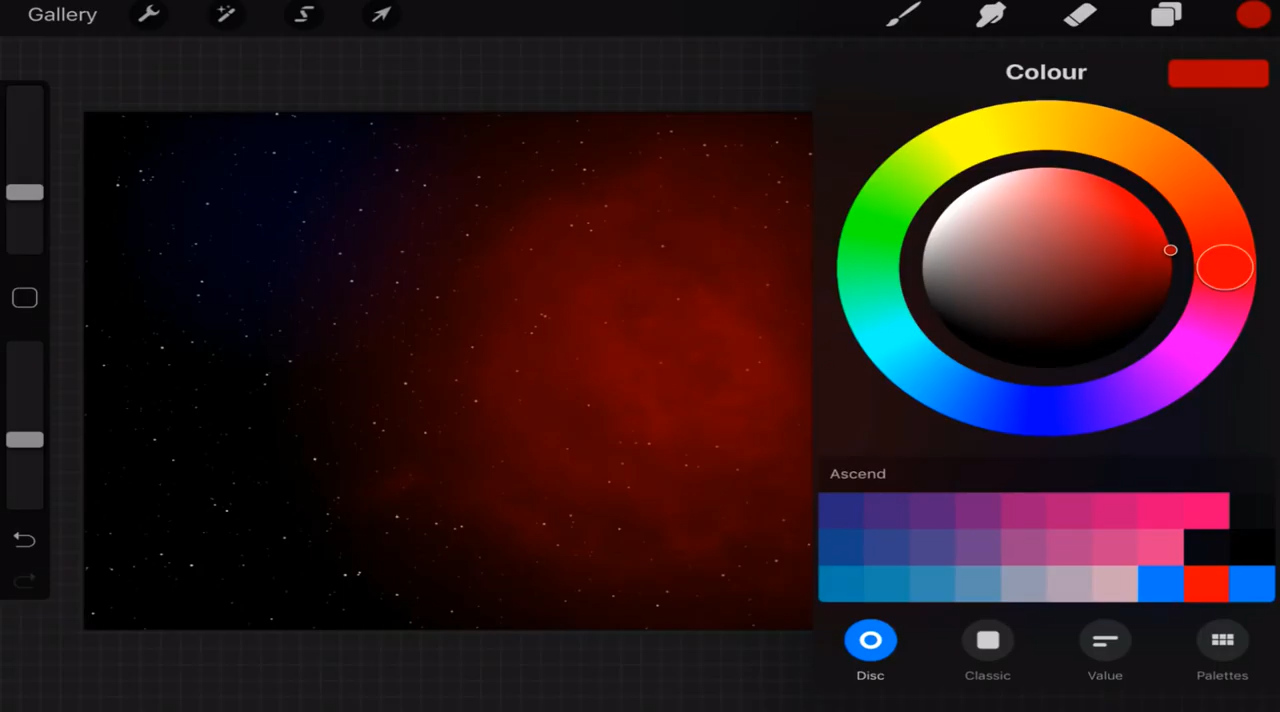 Gallery
Colour
Ascend
Disc
Classic
Value
Palettes